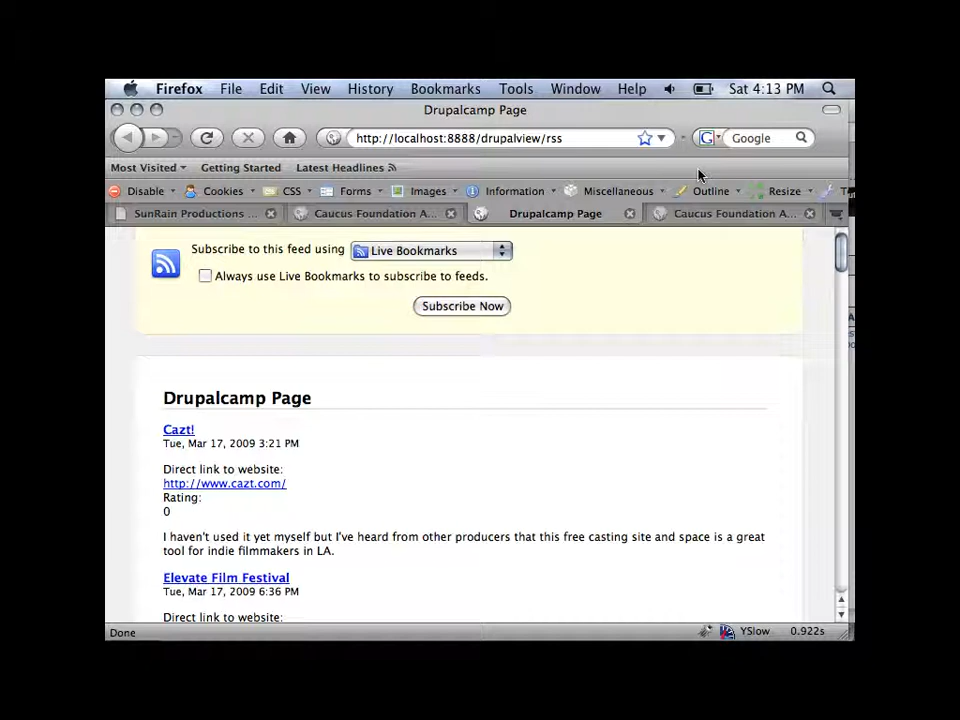 Firefox File Edit View History Bookmarks Tools Window Help Sat 4:13 PM
Drupalcamp Page
http://localhost:8888/drupalview/rss Google
Most Visited Getting Started Latest Headlines
Disable Cookies CSS Forms Images Information Miscellaneous Outline Resize
SunRain Productions ... Caucus Foundation A... Drupalcamp Page Caucus Foundation A...
Subscribe to this feed using Live Bookmarks
Always use Live Bookmarks to subscribe to feeds.
Subscribe Now
Drupalcamp Page
Cazt!
Tue, Mar 17, 2009 3:21 PM
Direct link to website:
http://www.cazt.com/
Rating:
0
I haven't used it yet myself but I've heard from other producers that this free casting site and space is a great
tool for indie filmmakers in LA.
Elevate Film Festival
Tue, Mar 17, 2009 6:36 PM
Direct link to website:
Done YSlow 0.922s